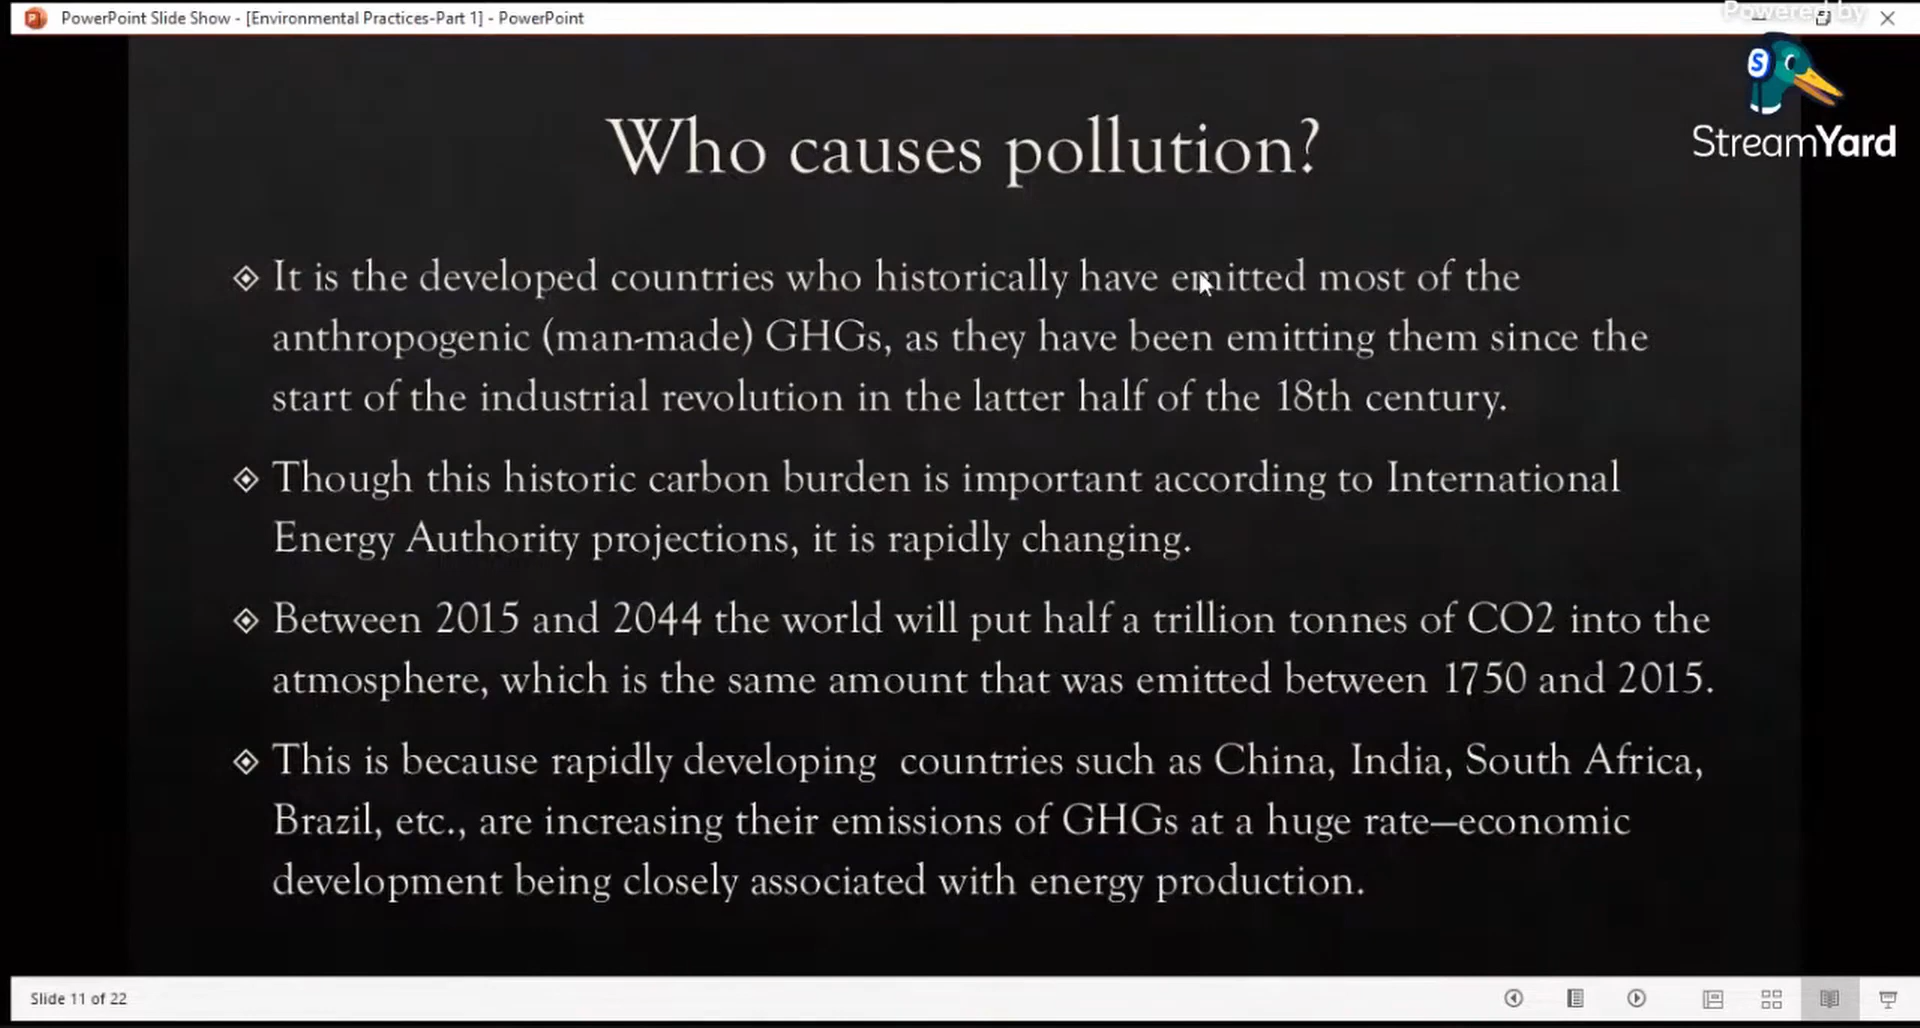 PowerPoint Slide Show - [Environmental Practices-Part 1] - PowerPoint
Powered by
S
StreamYard
Who causes pollution?
It is the developed countries who historically have emitted most of the
anthropogenic (man-made) GHGs, as they have been emitting them since the
start of the industrial revolution in the latter half of the 18th century.
Though this historic carbon burden is important according to International
Energy Authority projections, it is rapidly changing.
Between 2015 and 2044 the world will put half a trillion tonnes of CO2 into the
atmosphere, which is the same amount that was emitted between 1750 and 2015.
This is because rapidly developing countries such as China, India, South Africa,
Brazil, etc., are increasing their emissions of GHGs at a huge rate—economic
development being closely associated with energy production.
Slide 11 of 22